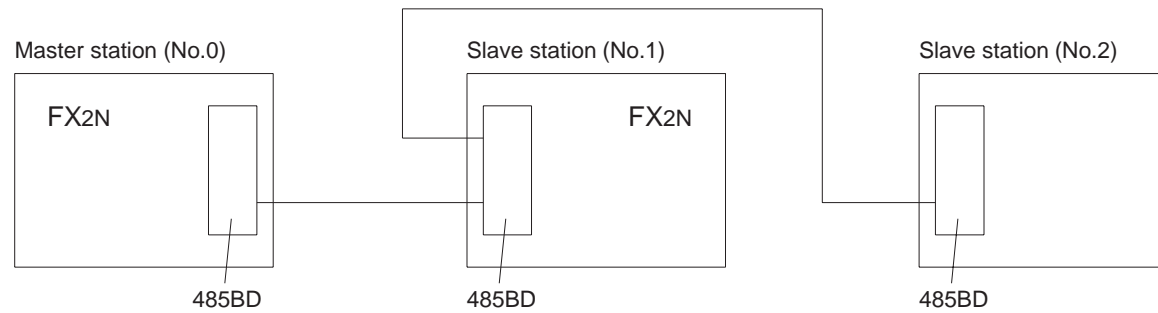 Master station (No.0)
Slave station (No.1)
Slave station (No.2)
FX2N
FX2N
485BD
485BD
485BD